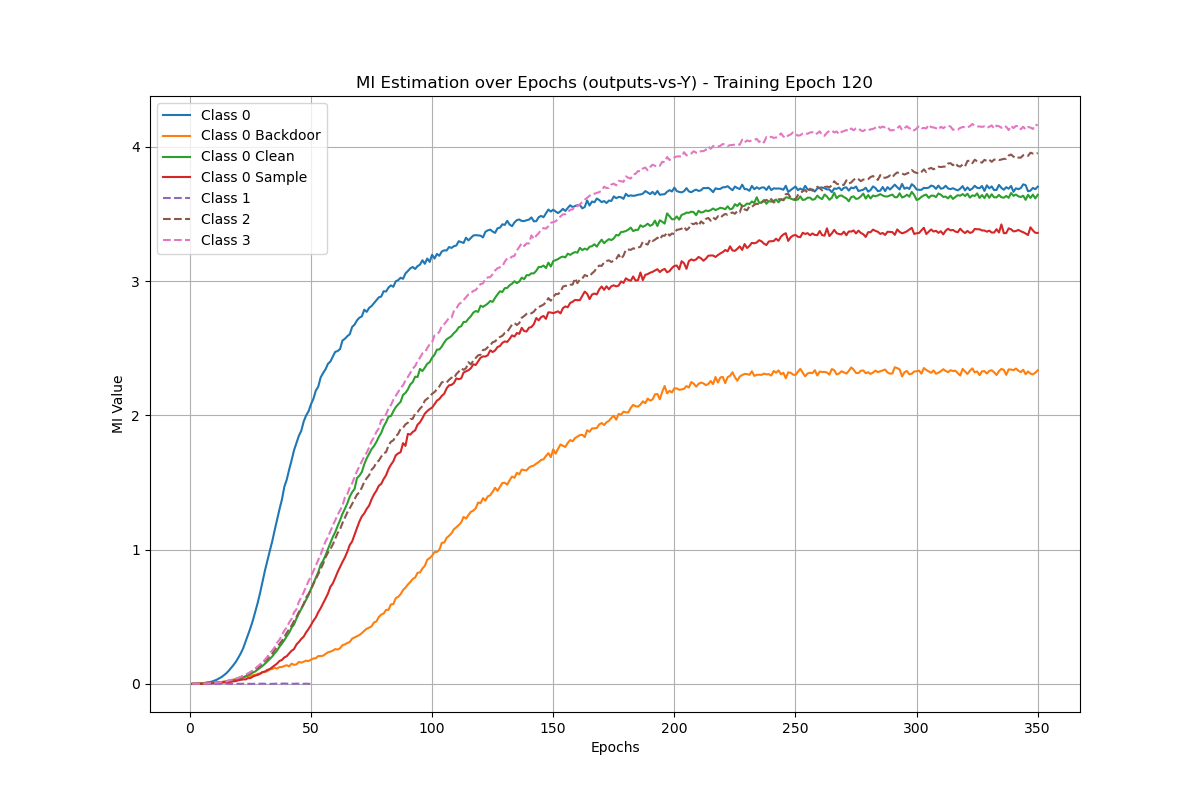 MI Estimation over Epochs (outputs-vs-Y) - Training Epoch 120
Class 0
Class 0 Backdoor
Class 0 Clean
Class 0 Sample
Class 1
Class 2
Class 3
MI Value
4
3
2
1
0
0 50 100 150 200 250 300 350
Epochs